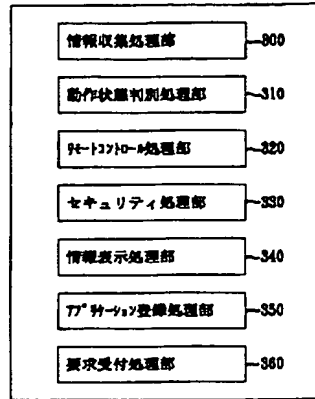 情報収集処理部 300
動作状態判別処理部 310
ﾘﾓｰﾄｺﾝﾄﾛｰﾙ処理部 320
セキュリティ処理部 330
情報表示処理部 340
ｱﾌﾟﾘｹｰｼｮﾝ登録処理部 350
要求受付処理部 360